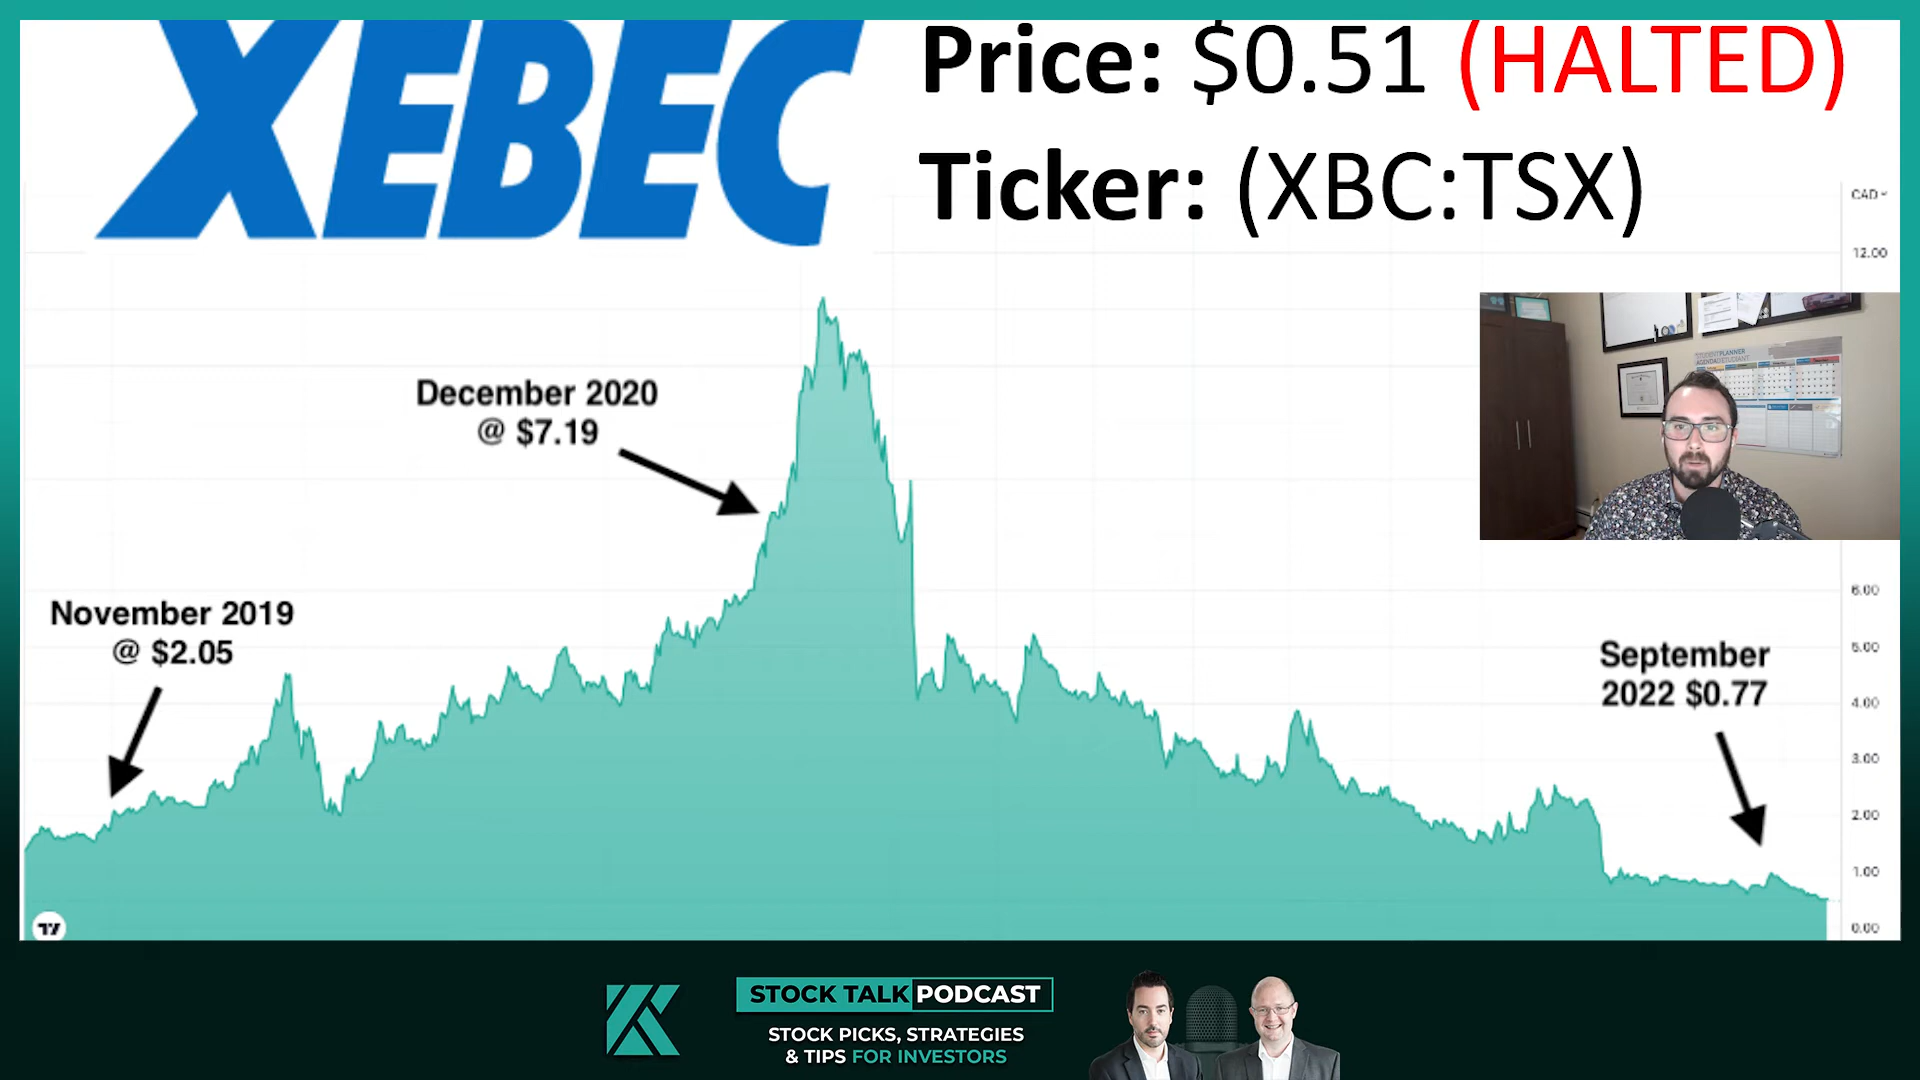 XEBEC
Price: $0.51 (HALTED)
Ticker: (XBC:TSX)
CAD
12.00
PLANNER
December 2020
@ $7.19
November 2019
@ $2.05
6.00
5.00
September
2022 $0.77
4.00
3.00
2.00
1.00
0.00
STOCK TALK PODCAST
STOCK PICKS, STRATEGIES
& TIPS FOR INVESTORS